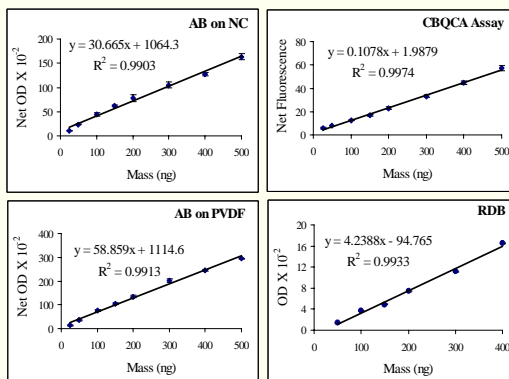 AB on NC
y = 30.665x + 1064.3
R² = 0.9903
Net OD X 10⁻²
200
150
100
50
0
0 100 200 300 400 500
Mass (ng)
CBQCA Assay
y = 0.1078x + 1.9879
R² = 0.9974
Net Fluorescence
80
60
40
20
0
0 100 200 300 400 500
Mass (ng)
AB on PVDF
y = 58.859x + 1114.6
R² = 0.9913
Net OD X 10⁻²
400
300
200
100
0
0 100 200 300 400 500
Mass (ng)
RDB
y = 4.2388x - 94.765
R² = 0.9933
OD X 10⁻²
16
12
8
4
0
0 100 200 300 400
Mass (ng)